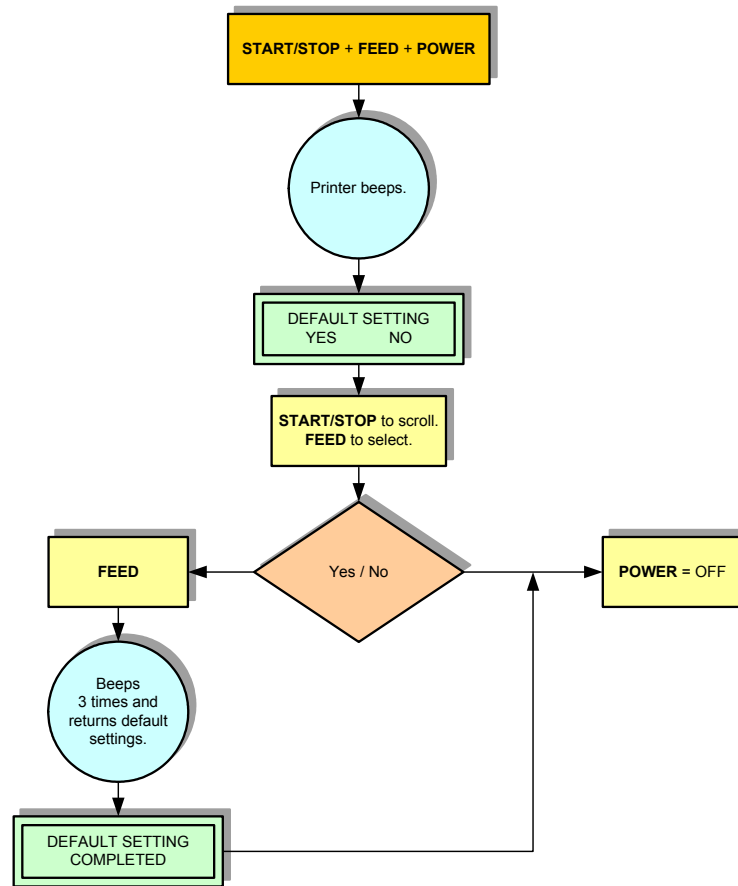 START/STOP + FEED + POWER
Printer beeps.
DEFAULT SETTING
YES NO
START/STOP to scroll.
FEED to select.
Yes / No
FEED
POWER = OFF
Beeps
3 times and
returns default
settings.
DEFAULT SETTING
COMPLETED